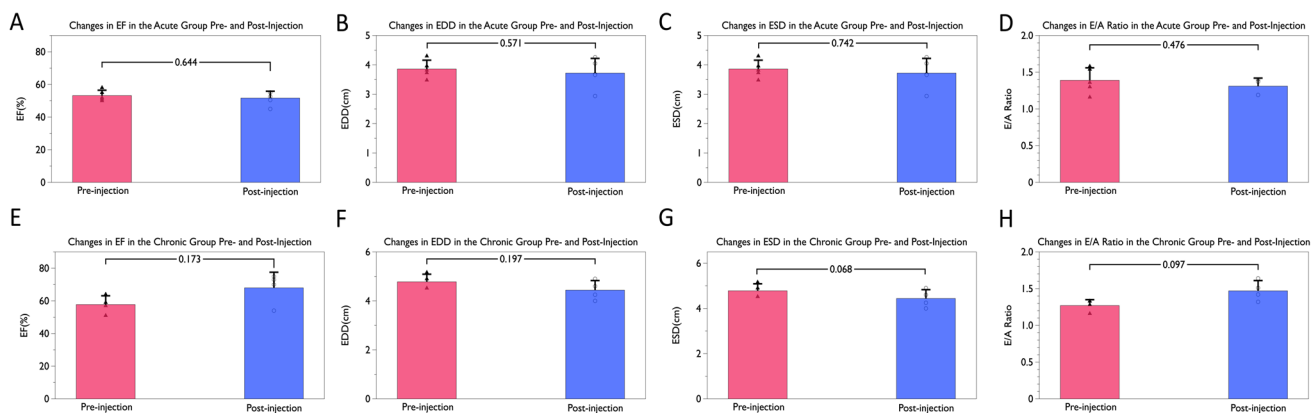 A
Changes in EF in the Acute Group Pre- and Post-Injection
80
60
40
20
0
EF(%)
0.644
Pre-injection
Post-injection
B
Changes in EDD in the Acute Group Pre- and Post-Injection
5
4
3
2
1
0
EDD(cm)
0.571
Pre-injection
Post-injection
C
Changes in ESD in the Acute Group Pre- and Post-Injection
5
4
3
2
1
0
ESD(cm)
0.742
Pre-injection
Post-injection
D
Changes in E/A Ratio in the Acute Group Pre- and Post-Injection
2.0
1.5
1.0
0.5
0.0
E/A Ratio
0.476
Pre-injection
Post-injection
E
Changes in EF in the Chronic Group Pre- and Post-Injection
80
60
40
20
0
EF(%)
0.173
Pre-injection
Post-injection
F
Changes in EDD in the Chronic Group Pre- and Post-Injection
6
4
2
0
EDD(cm)
0.197
Pre-injection
Post-injection
G
Changes in ESD in the Chronic Group Pre- and Post-Injection
6
4
2
0
ESD(cm)
0.068
Pre-injection
Post-injection
H
Changes in E/A Ratio in the Chronic Group Pre- and Post-Injection
2.0
1.5
1.0
0.5
0.0
E/A Ratio
0.097
Pre-injection
Post-injection